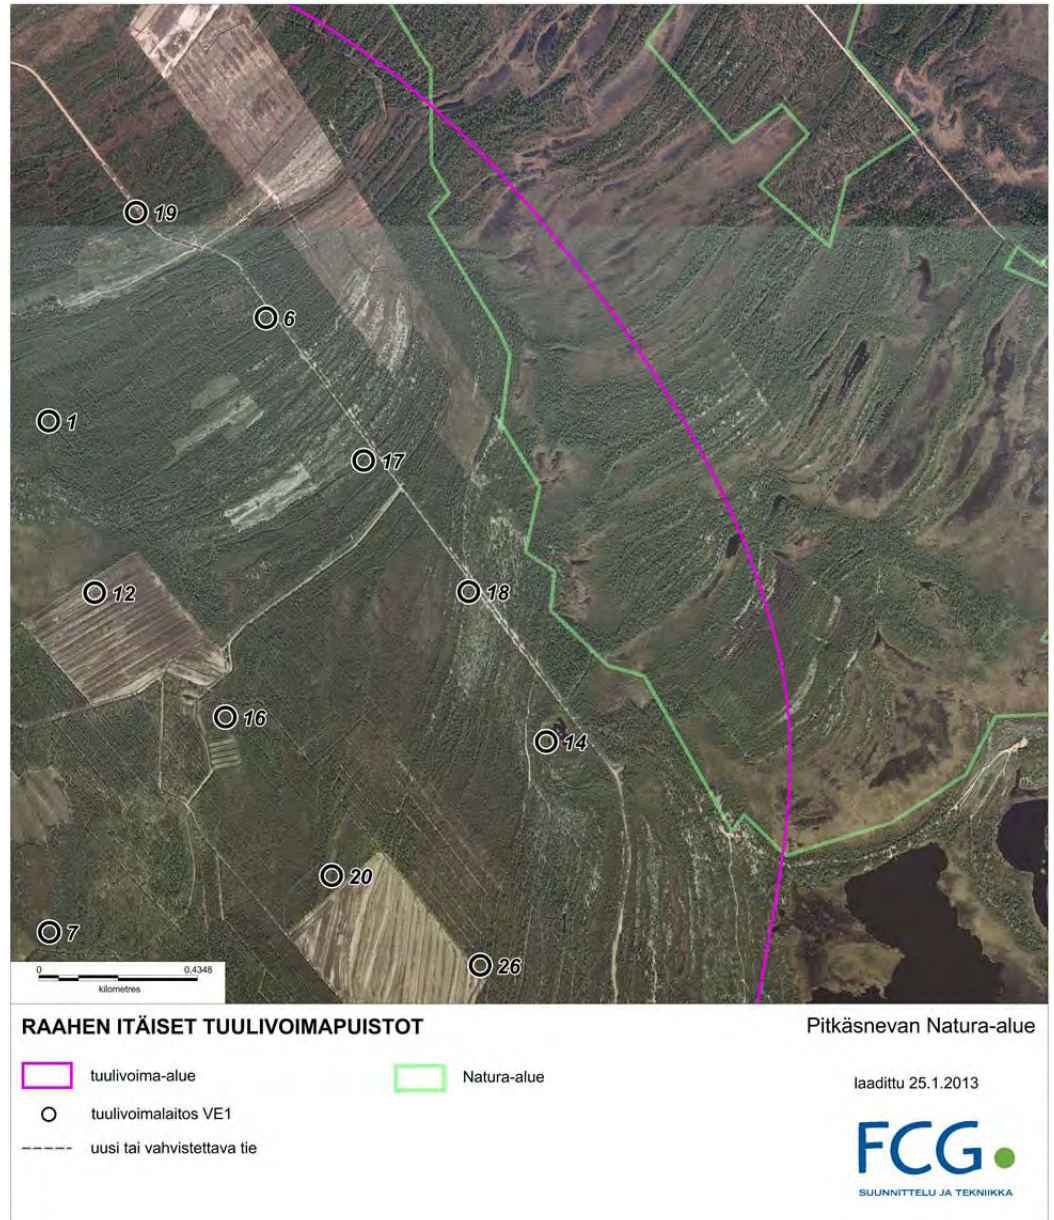 19
6
1
17
12
18
16
14
20
7
26
0 0,4348
kilometres
RAAHEN ITÄISET TUULIVOIMAPUISTOT
Pitkäsnevan Natura-alue
tuulivoima-alue
Natura-alue
laadittu 25.1.2013
tuulivoimalaitos VE1
uusi tai vahvistettava tie
FCG
SUUNNITTELU JA TEKNIIKKA